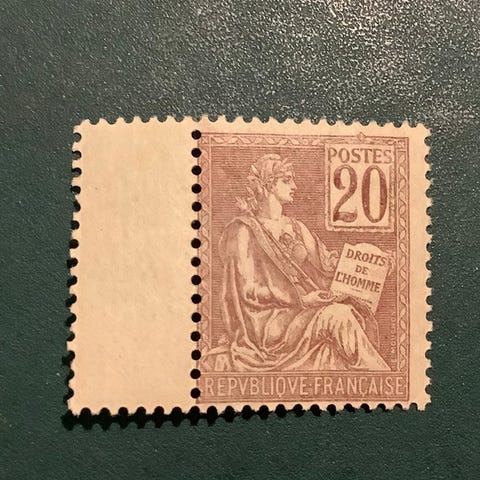 POSTES
20
DROITS
DE
L'HOMME
REPVBLIQVE·FRANÇAISE